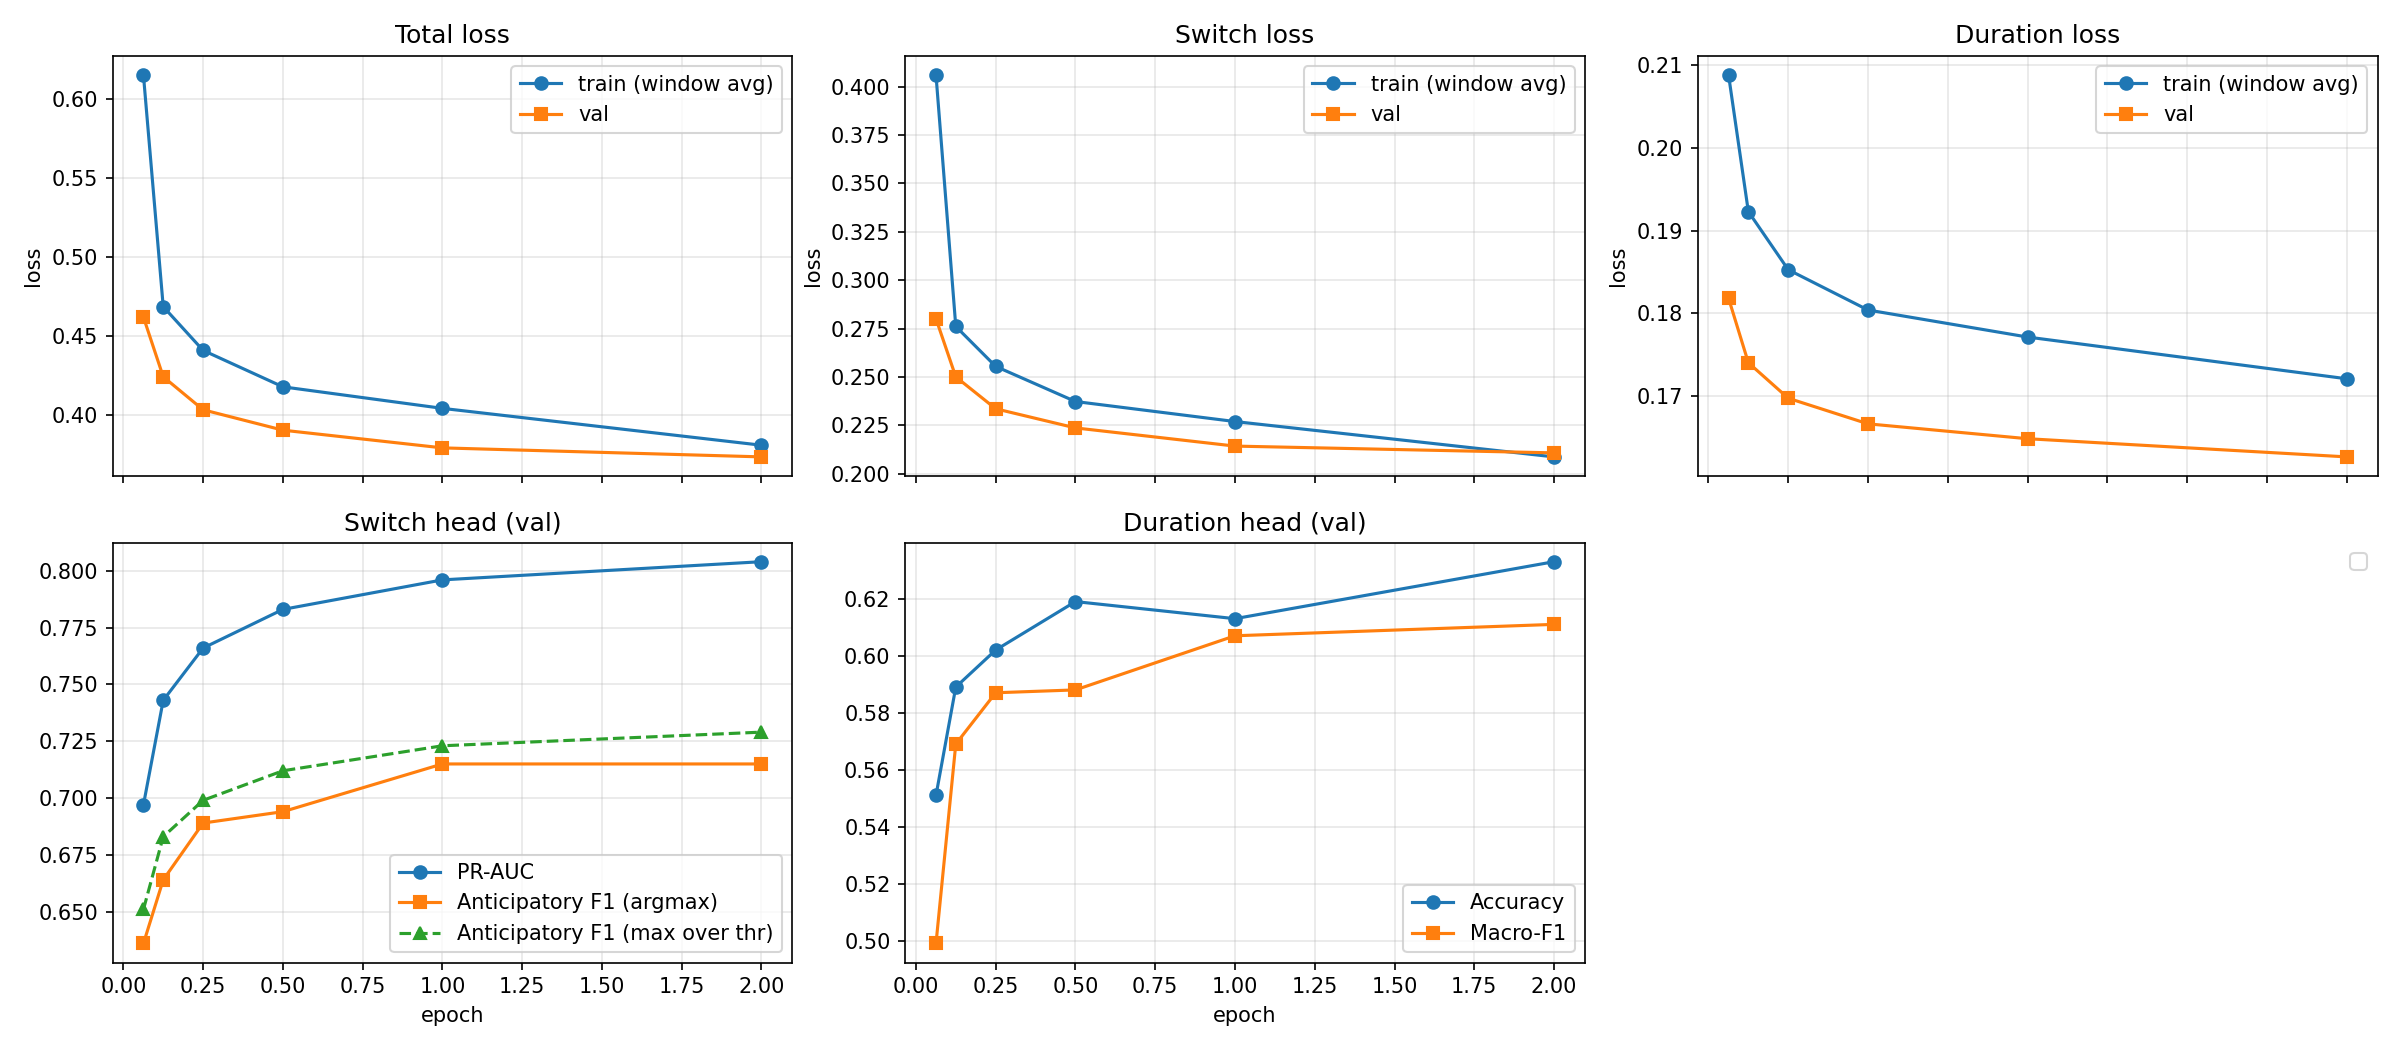 Total loss
0.60
0.55
0.50
0.45
0.40
loss
train (window avg)
val
Switch loss
0.400
0.375
0.350
0.325
0.300
0.275
0.250
0.225
0.200
loss
train (window avg)
val
Duration loss
0.21
0.20
0.19
0.18
0.17
loss
train (window avg)
val
Switch head (val)
0.800
0.775
0.750
0.725
0.700
0.675
0.650
PR-AUC
Anticipatory F1 (argmax)
Anticipatory F1 (max over thr)
0.00 0.25 0.50 0.75 1.00 1.25 1.50 1.75 2.00
epoch
Duration head (val)
0.62
0.60
0.58
0.56
0.54
0.52
0.50
Accuracy
Macro-F1
0.00 0.25 0.50 0.75 1.00 1.25 1.50 1.75 2.00
epoch